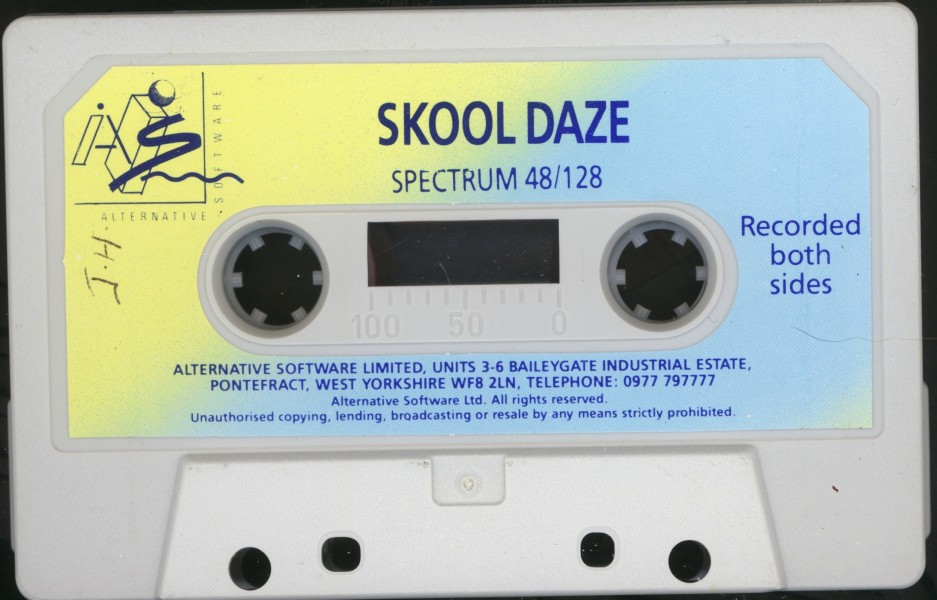 SKOOL DAZE
SPECTRUM 48/128
SOFTWARE
ALTERNATIVE
J.H.
Recorded
both
sides
100 50 0
ALTERNATIVE SOFTWARE LIMITED, UNITS 3-6 BAILEYGATE INDUSTRIAL ESTATE,
PONTEFRACT, WEST YORKSHIRE WF8 2LN, TELEPHONE: 0977 797777
Alternative Software Ltd. All rights reserved.
Unauthorised copying, lending, broadcasting or resale by any means strictly prohibited.